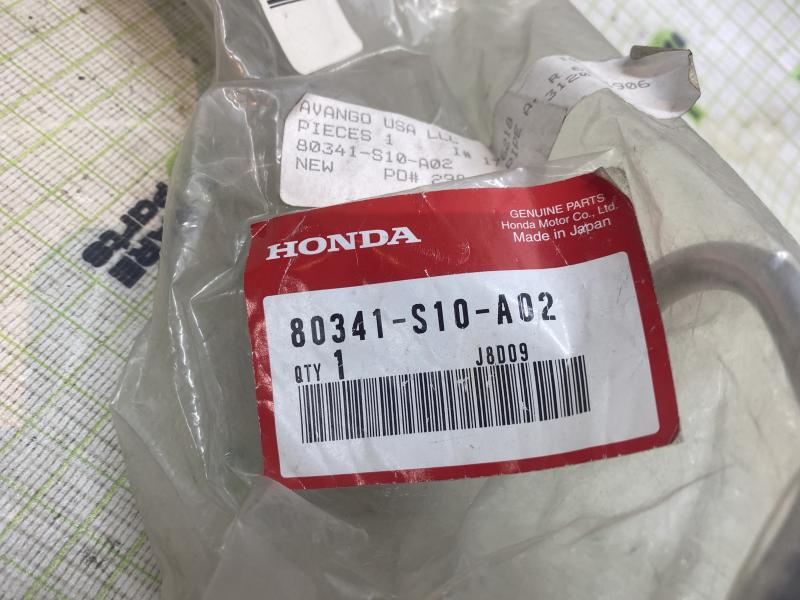 AVANGO USA LLC
PIECES 1
80341-S10-A02
NEW PO#
906
HONDA
GENUINE PARTS
Honda Motor Co., Ltd.
Made in Japan
80341-S10-A02
QTY 1 J8D09